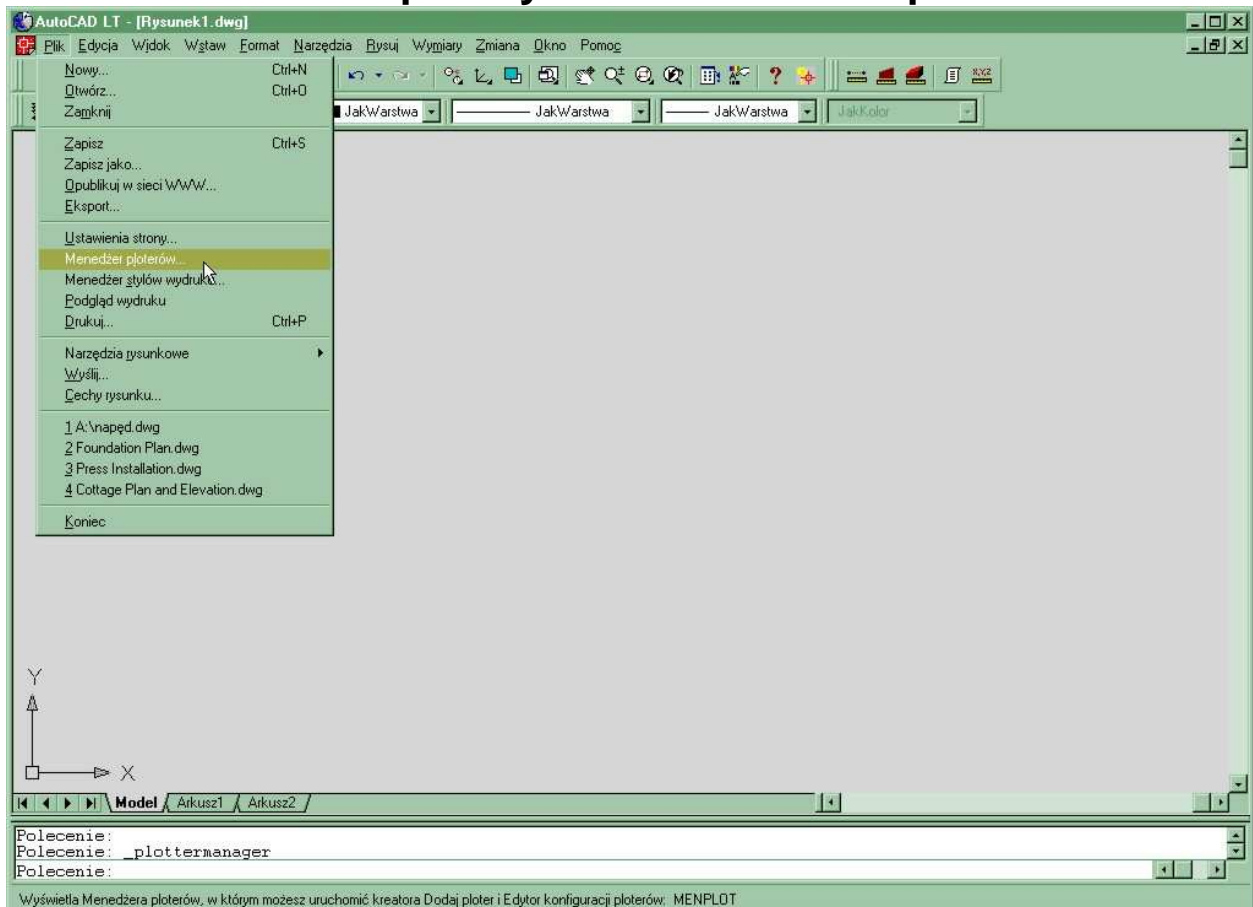 AutoCAD LT - [Rysunek1.dwg]
Plik Edycja Widok Wstaw Format Narzędzia Rysuj Wymiary Zmiana Okno Pomoc
Nowy... Ctrl+N
Otwórz... Ctrl+O
Zamknij
JakWarstwa JakWarstwa JakWarstwa JakKolor
Zapisz Ctrl+S
Zapisz jako...
Opublikuj w sieci WWW...
Eksport...
Ustawienia strony...
Menedżer ploterów...
Menedżer stylów wydruku...
Podgląd wydruku
Drukuj... Ctrl+P
Narzędzia rysunkowe
Wyślij...
Cechy rysunku...
1 A:\napęd.dwg
2 Foundation Plan.dwg
3 Press Installation.dwg
4 Cottage Plan and Elevation.dwg
Koniec
Y
X
Model Arkusz1 Arkusz2
Polecenie:
Polecenie: _plottermanager
Polecenie:
Wyświetla Menedżera ploterów, w którym możesz uruchomić kreatora Dodaj ploter i Edytor konfiguracji ploterów: MENPLOT